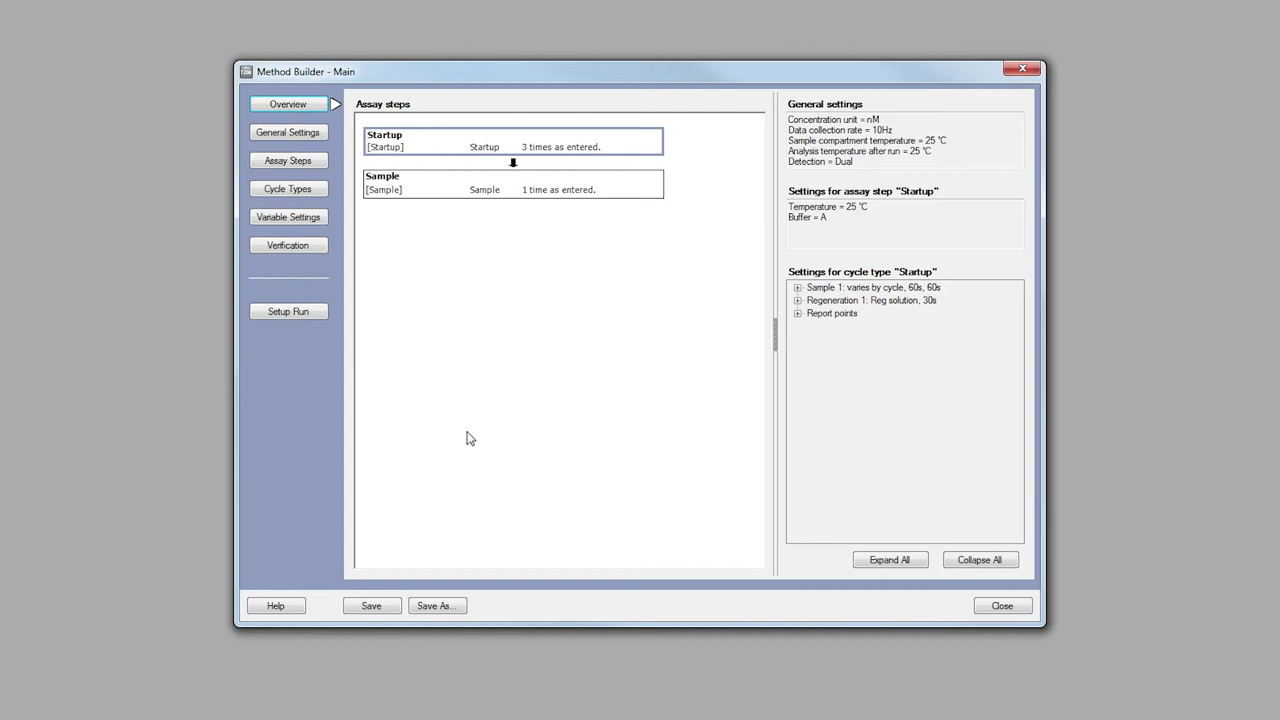 Method Builder - Main
Overview
General Settings
Assay Steps
Cycle Types
Variable Settings
Verification
Setup Run
Assay steps
Startup
[Startup] Startup 3 times as entered.
Sample
[Sample] Sample 1 time as entered.
General settings
Concentration unit = nM
Data collection rate = 10Hz
Sample compartment temperature = 25 °C
Analysis temperature after run = 25 °C
Detection = Dual
Settings for assay step "Startup"
Temperature = 25 °C
Buffer = A
Settings for cycle type "Startup"
Sample 1: varies by cycle, 60s, 60s
Regeneration 1: Reg solution, 30s
Report points
Expand All Collapse All
Help Save Save As... Close